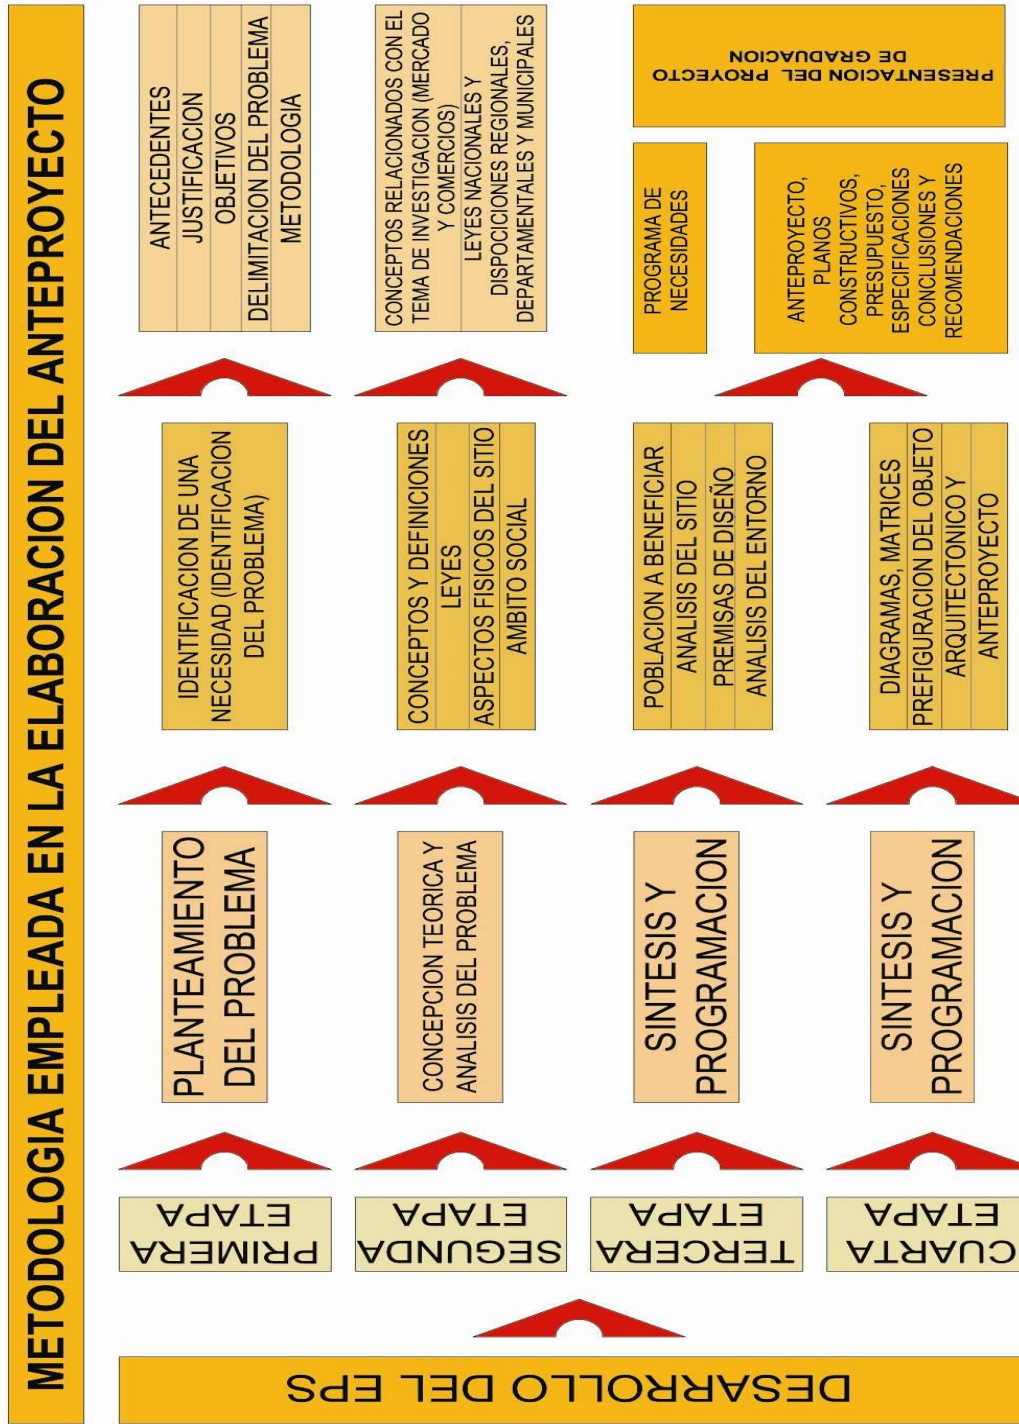 METODOLOGIA EMPLEADA EN LA ELABORACION DEL ANTEPROYECTO
DESARROLLO DEL EPS
PRIMERA
ETAPA
PLANTEAMIENTO
DEL PROBLEMA
IDENTIFICACION DE UNA
NECESIDAD (IDENTIFICACION
DEL PROBLEMA)
ANTECEDENTES
JUSTIFICACION
OBJETIVOS
DELIMITACION DEL PROBLEMA
METODOLOGIA
SEGUNDA
ETAPA
CONCEPCION TEORICA Y
ANALISIS DEL PROBLEMA
CONCEPTOS Y DEFINICIONES
LEYES
ASPECTOS FISICOS DEL SITIO
AMBITO SOCIAL
CONCEPTOS RELACIONADOS CON EL
TEMA DE INVESTIGACION (MERCADO
Y COMERCIOS)
LEYES NACIONALES Y
DISPOCIONES REGIONALES,
DEPARTAMENTALES Y MUNICIPALES
TERCERA
ETAPA
SINTESIS Y
PROGRAMACION
POBLACION A BENEFICIAR
ANALISIS DEL SITIO
PREMISAS DE DISEÑO
ANALISIS DEL ENTORNO
PROGRAMA DE
NECESIDADES
CUARTA
ETAPA
SINTESIS Y
PROGRAMACION
DIAGRAMAS, MATRICES
PREFIGURACION DEL OBJETO
ARQUITECTONICO Y
ANTEPROYECTO
ANTEPROYECTO,
PLANOS
CONSTRUCTIVOS,
PRESUPUESTO,
ESPECIFICACIONES
CONCLUSIONES Y
RECOMENDACIONES
PRESENTACION DEL PROYECTO
DE GRADUACION